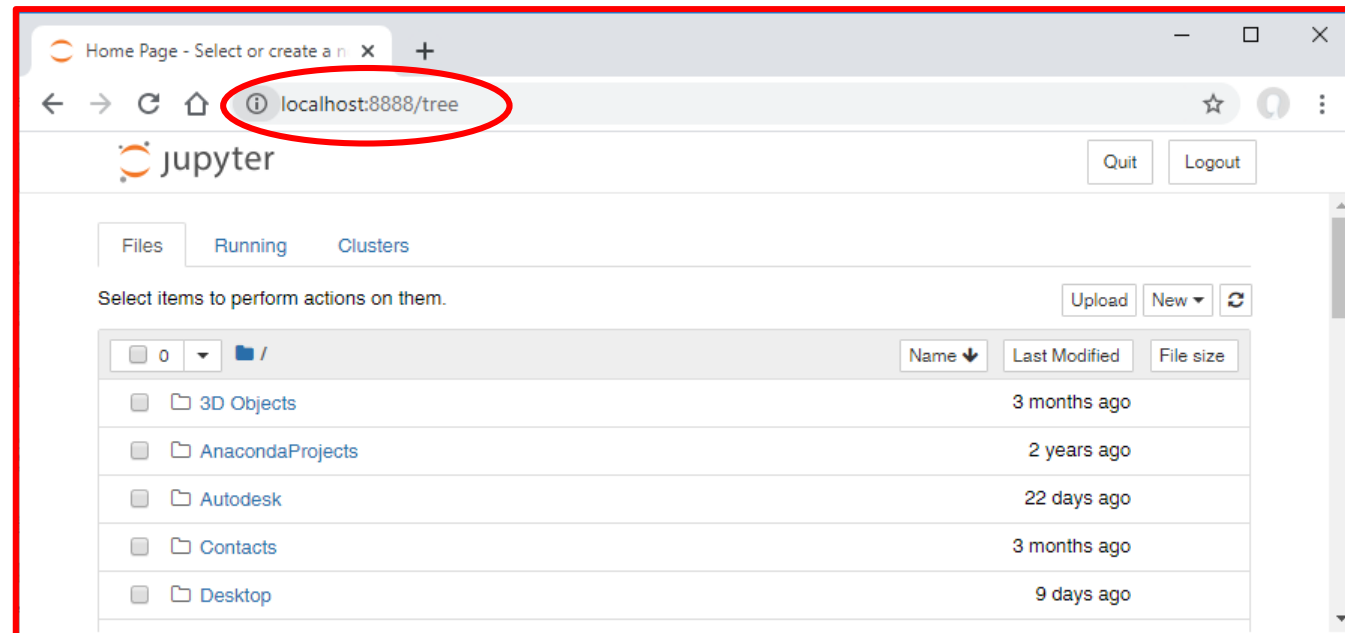 Home Page - Select or create a n
localhost:8888/tree
jupyter
Quit Logout
Files Running Clusters
Select items to perform actions on them.
Upload New
0 /
Name Last Modified File size
3D Objects 3 months ago
AnacondaProjects 2 years ago
Autodesk 22 days ago
Contacts 3 months ago
Desktop 9 days ago